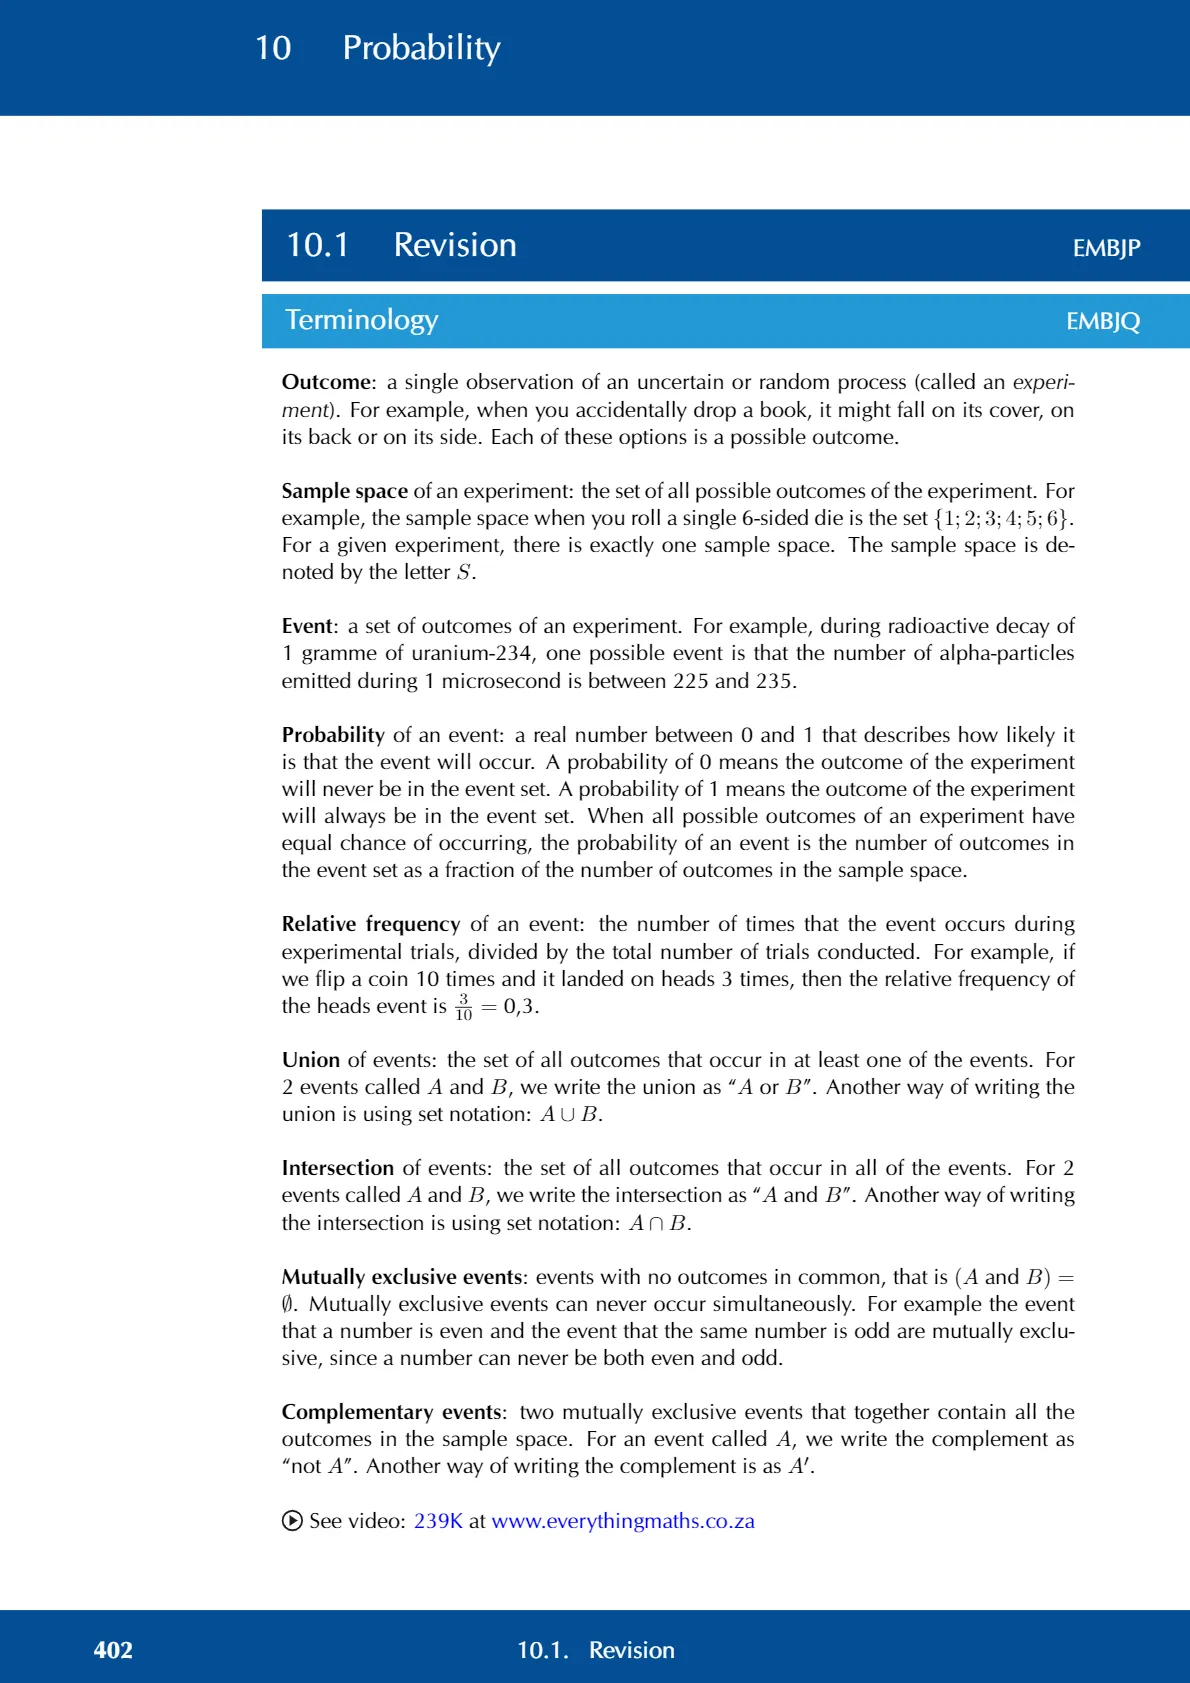 10 Probability
10.1 Revision EMBJP
Terminology EMBJQ
Outcome: a single observation of an uncertain or random process (called an experi-
ment). For example, when you accidentally drop a book, it might fall on its cover, on
its back or on its side. Each of these options is a possible outcome.
Sample space of an experiment: the set of all possible outcomes of the experiment. For
example, the sample space when you roll a single 6-sided die is the set {1; 2; 3; 4; 5; 6}.
For a given experiment, there is exactly one sample space. The sample space is de-
noted by the letter S.
Event: a set of outcomes of an experiment. For example, during radioactive decay of
1 gramme of uranium-234, one possible event is that the number of alpha-particles
emitted during 1 microsecond is between 225 and 235.
Probability of an event: a real number between 0 and 1 that describes how likely it
is that the event will occur. A probability of 0 means the outcome of the experiment
will never be in the event set. A probability of 1 means the outcome of the experiment
will always be in the event set. When all possible outcomes of an experiment have
equal chance of occurring, the probability of an event is the number of outcomes in
the event set as a fraction of the number of outcomes in the sample space.
Relative frequency of an event: the number of times that the event occurs during
experimental trials, divided by the total number of trials conducted. For example, if
we flip a coin 10 times and it landed on heads 3 times, then the relative frequency of
the heads event is 3/10 = 0,3.
Union of events: the set of all outcomes that occur in at least one of the events. For
2 events called A and B, we write the union as “A or B”. Another way of writing the
union is using set notation: A ∪ B.
Intersection of events: the set of all outcomes that occur in all of the events. For 2
events called A and B, we write the intersection as “A and B”. Another way of writing
the intersection is using set notation: A ∩ B.
Mutually exclusive events: events with no outcomes in common, that is (A and B) =
∅. Mutually exclusive events can never occur simultaneously. For example the event
that a number is even and the event that the same number is odd are mutually exclu-
sive, since a number can never be both even and odd.
Complementary events: two mutually exclusive events that together contain all the
outcomes in the sample space. For an event called A, we write the complement as
“not A”. Another way of writing the complement is as A′.
See video: 239K at www.everythingmaths.co.za
402 10.1. Revision